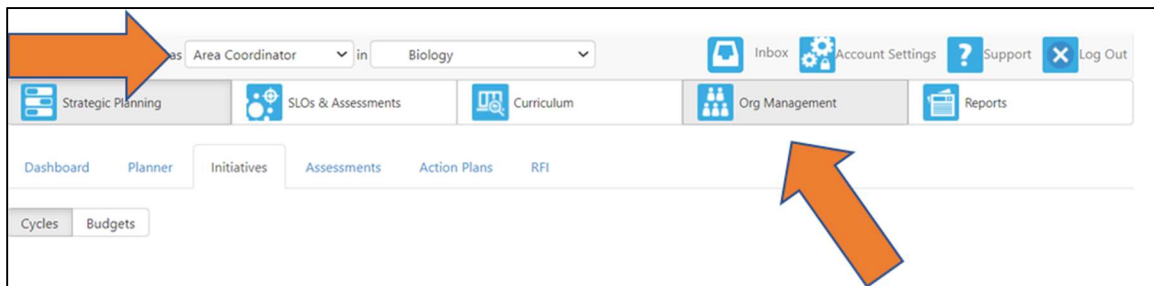 as Area Coordinator in Biology Inbox Account Settings ? Support Log Out
Strategic Planning SLOs & Assessments Curriculum Org Management Reports
Dashboard Planner Initiatives Assessments Action Plans RFI
Cycles Budgets